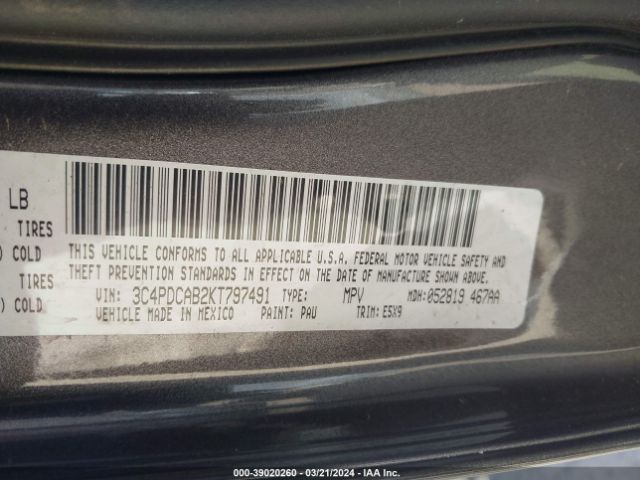 LB
TIRES
) COLD
TIRES
) COLD
THIS VEHICLE CONFORMS TO ALL APPLICABLE U.S.A. FEDERAL MOTOR VEHICLE SAFETY AND
THEFT PREVENTION STANDARDS IN EFFECT ON THE DATE OF MANUFACTURE SHOWN ABOVE.
VIN: 3C4PDCAB2KT797491 TYPE: MPV MDH:052819 467AA
VEHICLE MADE IN MEXICO PAINT: PAU TRIM: E5X9
000-39020260 - 03/21/2024 - IAA Inc.